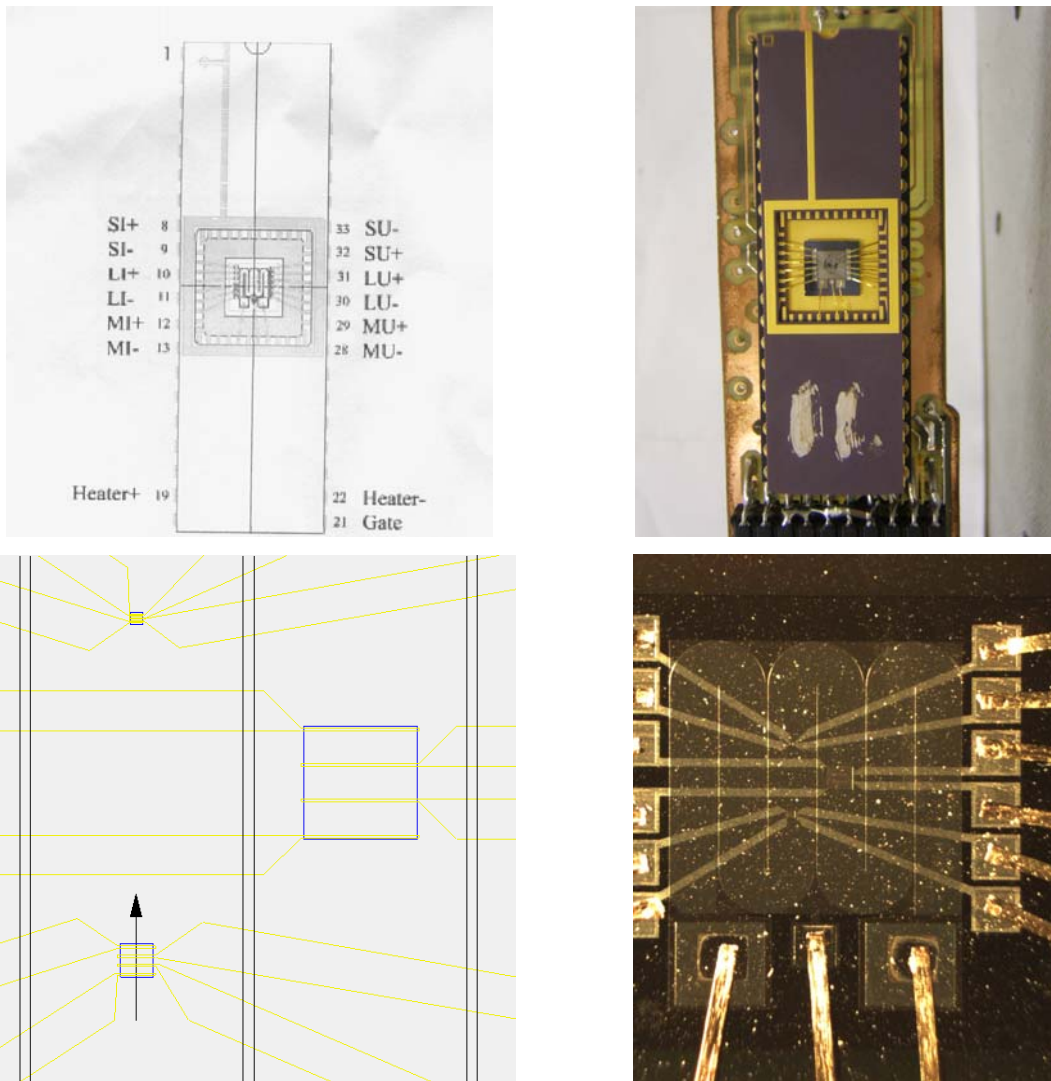 1
SI+ 8 33 SU-
SI- 9 32 SU+
LI+ 10 31 LU+
LI- 11 30 LU-
MI+ 12 29 MU+
MI- 13 28 MU-
Heater+ 19 22 Heater-
21 Gate